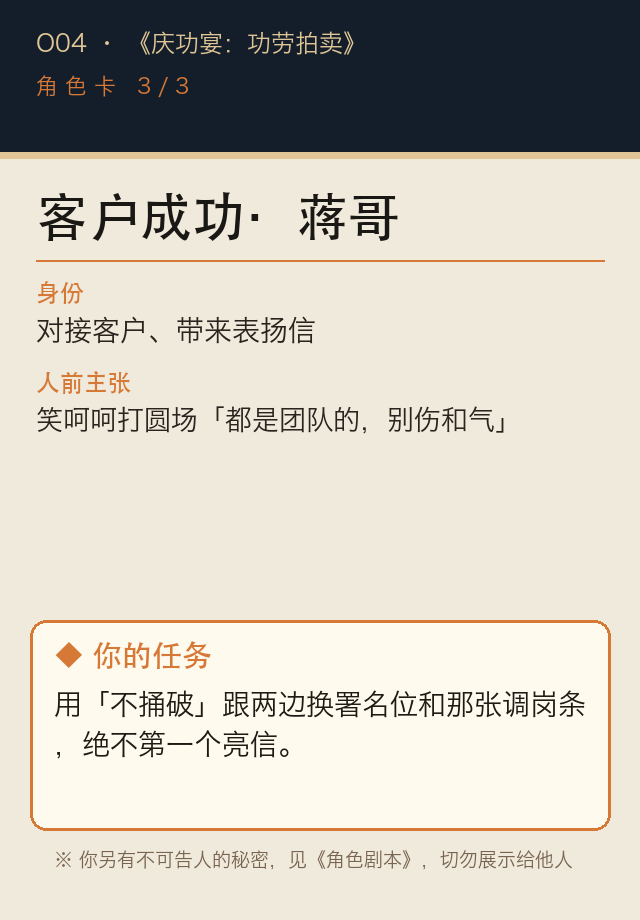 004 · 《庆功宴：功劳拍卖》
角色卡 3/3
客户成功· 蒋哥
身份
对接客户、带来表扬信
人前主张
笑呵呵打圆场「都是团队的，别伤和气」
◆ 你的任务
用「不捅破」跟两边换署名位和那张调岗条
，绝不第一个亮信。
※ 你另有不可告人的秘密，见《角色剧本》，切勿展示给他人